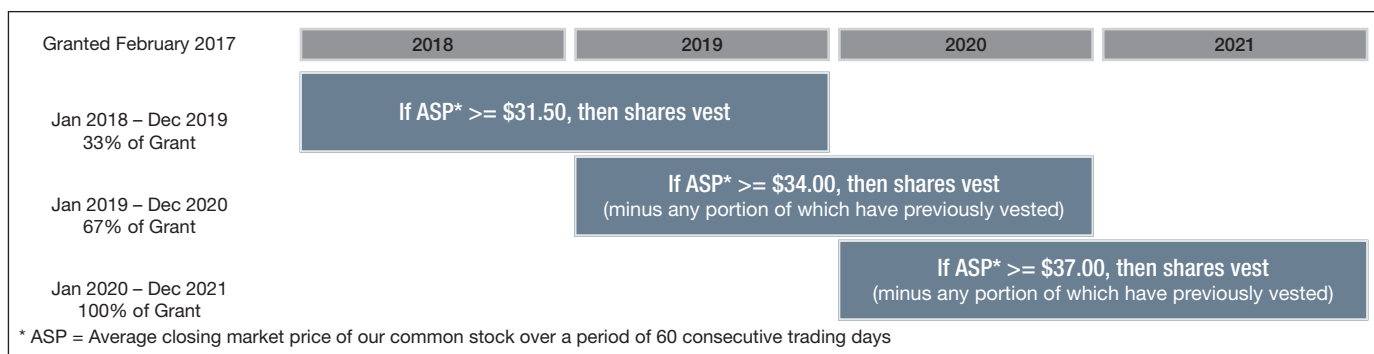 Granted February 2017
2018
2019
2020
2021
Jan 2018 – Dec 2019
33% of Grant
If ASP* >= $31.50, then shares vest
Jan 2019 – Dec 2020
67% of Grant
If ASP* >= $34.00, then shares vest
(minus any portion of which have previously vested)
Jan 2020 – Dec 2021
100% of Grant
If ASP* >= $37.00, then shares vest
(minus any portion of which have previously vested)
* ASP = Average closing market price of our common stock over a period of 60 consecutive trading days